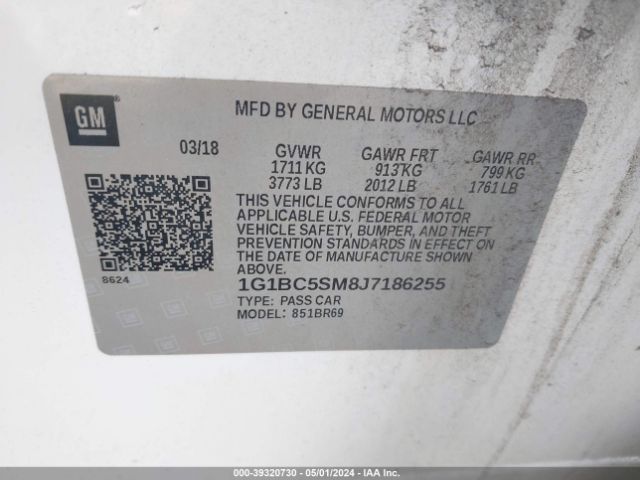 GM
MFD BY GENERAL MOTORS LLC
03/18
GVWR GAWR FRT GAWR RR
1711 KG 913 KG 799 KG
3773 LB 2012 LB 1761 LB
THIS VEHICLE CONFORMS TO ALL
APPLICABLE U.S. FEDERAL MOTOR
VEHICLE SAFETY, BUMPER, AND THEFT
PREVENTION STANDARDS IN EFFECT ON
THE DATE OF MANUFACTURE SHOWN
ABOVE.
8624
1G1BC5SM8J7186255
TYPE: PASS CAR
MODEL: 851BR69
000-39320730 - 05/01/2024 - IAA Inc.